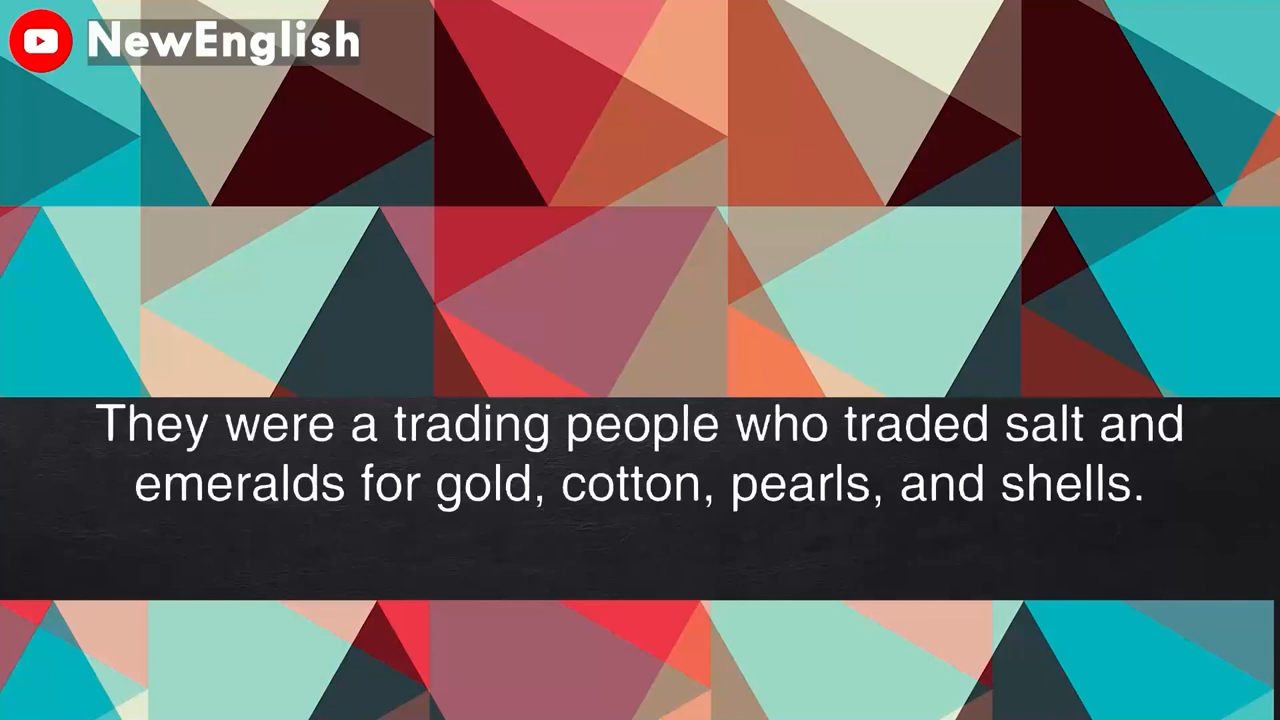 NewEnglish
They were a trading people who traded salt and
emeralds for gold, cotton, pearls, and shells.